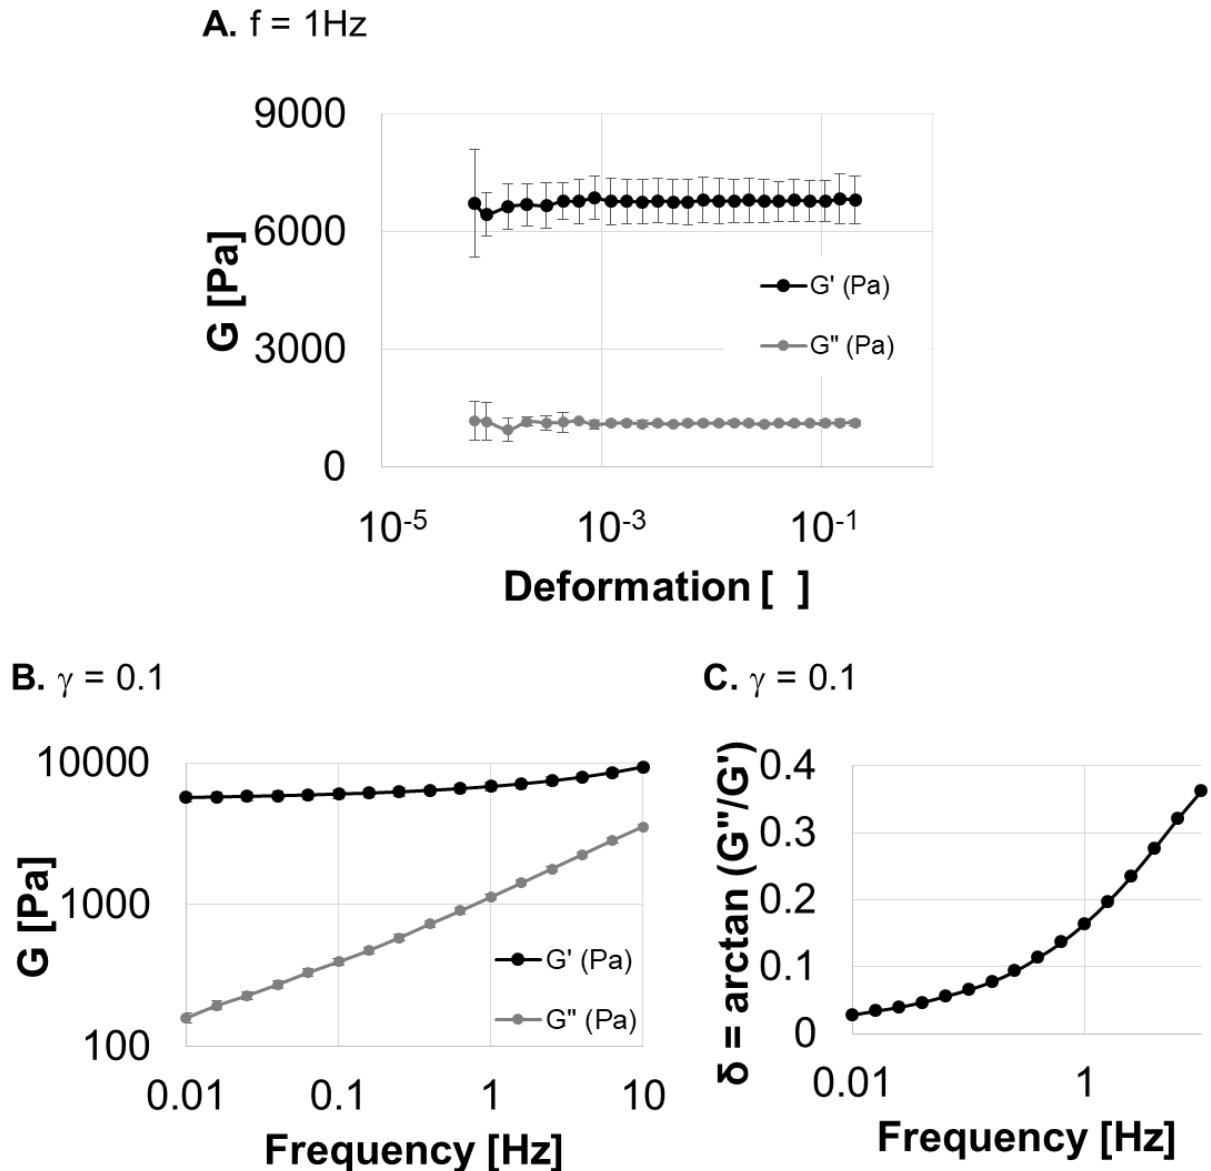 A. f = 1Hz
9000
6000
3000
0
G [Pa]
G' (Pa)
G" (Pa)
10-5 10-3 10-1
Deformation [ ]
B. γ = 0.1
10000
1000
100
G [Pa]
G' (Pa)
G" (Pa)
0.01 0.1 1 10
Frequency [Hz]
C. γ = 0.1
0.4
0.3
0.2
0.1
0
δ = arctan (G"/G')
0.01 1
Frequency [Hz]